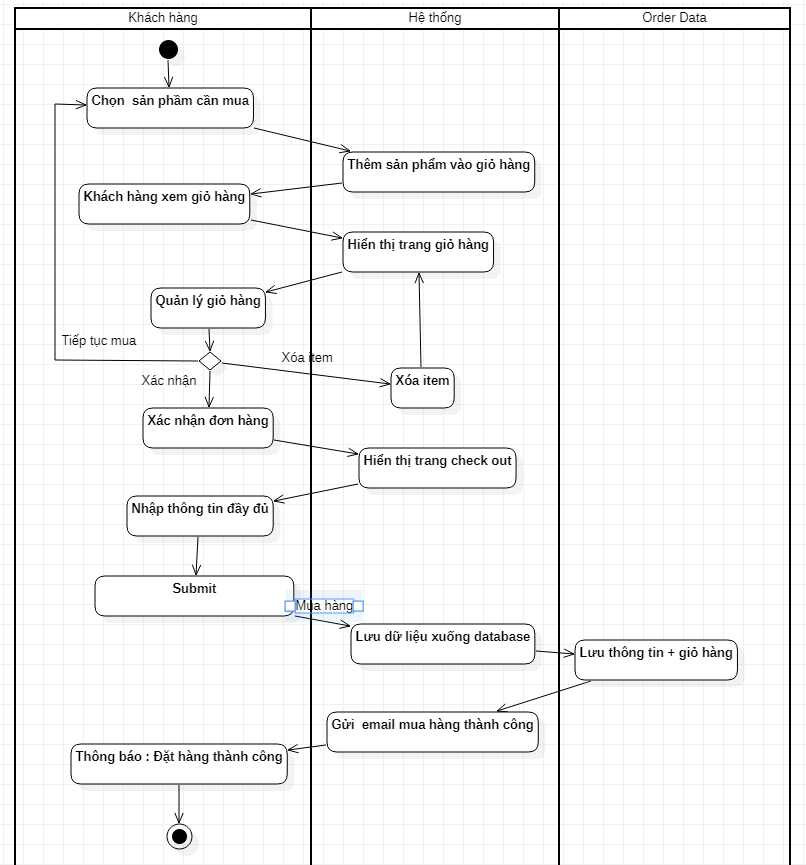 Khách hàng
Hệ thống
Order Data
Chọn  sản phầm cần mua
Thêm sản phẩm vào giỏ hàng
Khách hàng xem giỏ hàng
Hiển thị trang giỏ hàng
Quản lý giỏ hàng
Tiếp tục mua
Xóa item
Xác nhận
Xóa item
Xác nhận đơn hàng
Hiển thị trang check out
Nhập thông tin đầy đủ
Submit
Mua hàng
Lưu dữ liệu xuống database
Lưu thông tin + giỏ hàng
Gửi  email mua hàng thành công
Thông báo : Đặt hàng thành công